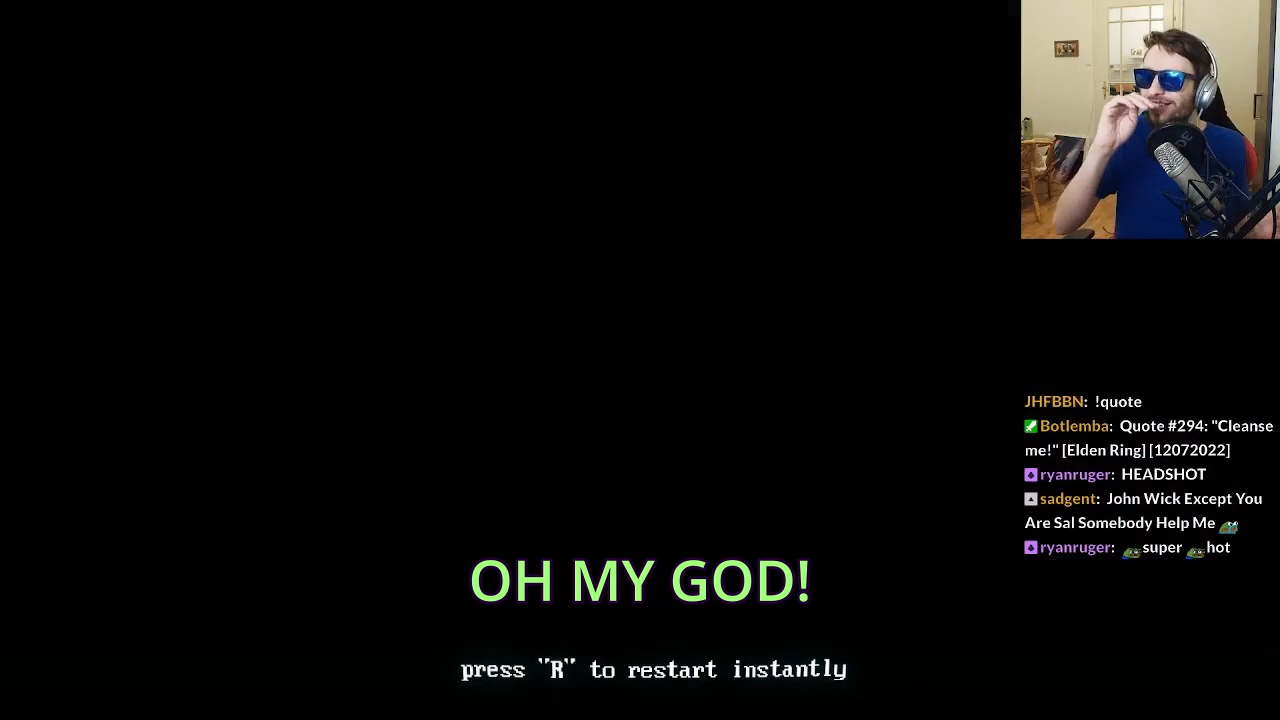 JHFBBN: !quote
Botlemba: Quote #294: "Cleanse
me!" [Elden Ring] [12072022]
ryanruger: HEADSHOT
sadgent: John Wick Except You
Are Sal Somebody Help Me
ryanruger: super hot
OH MY GOD!
press "R" to restart instantly